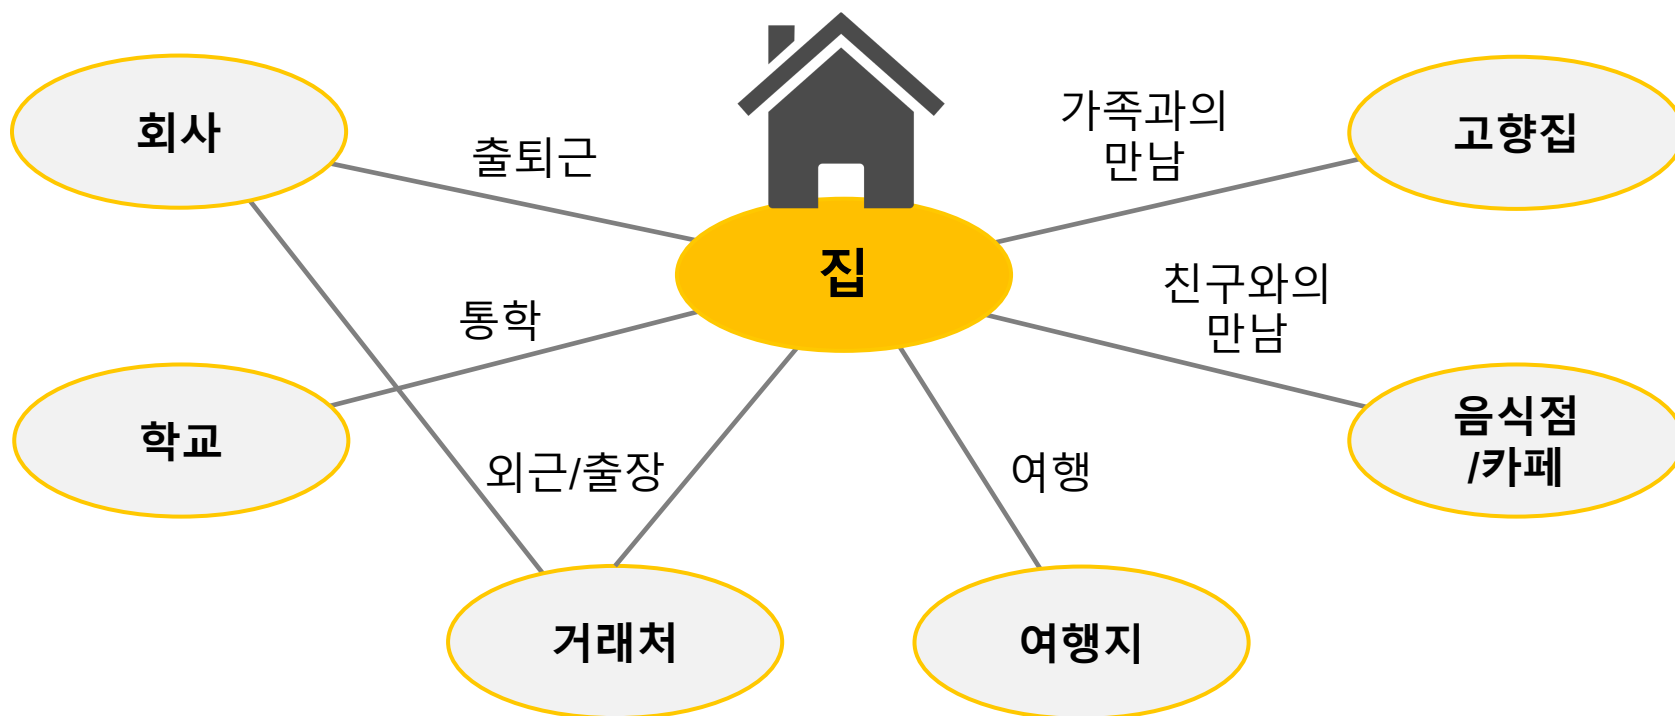 회사
출퇴근
가족과의
만남
고향집
집
친구와의
만남
통학
학교
외근/출장
여행
음식점
/카페
거래처
여행지